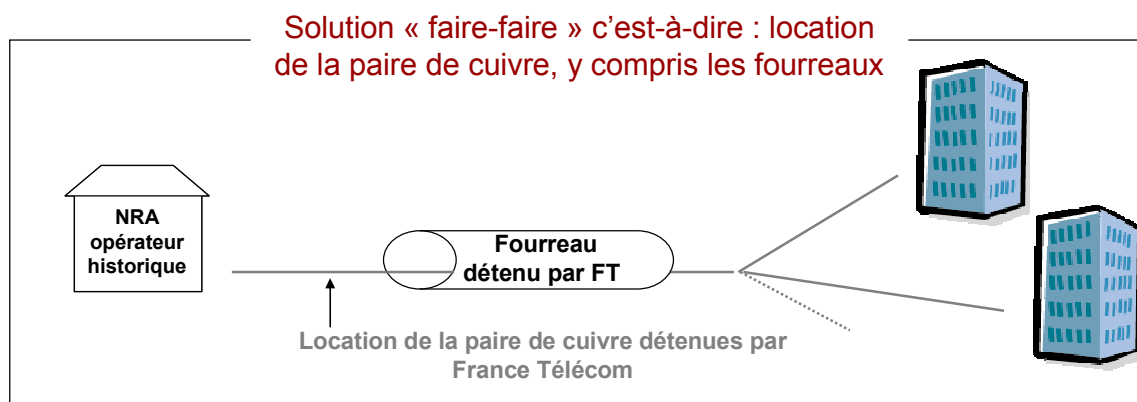 Solution « faire-faire » c’est-à-dire : location
de la paire de cuivre, y compris les fourreaux
NRA
opérateur
historique
Fourreau
détenu par FT
Location de la paire de cuivre détenues par
France Télécom